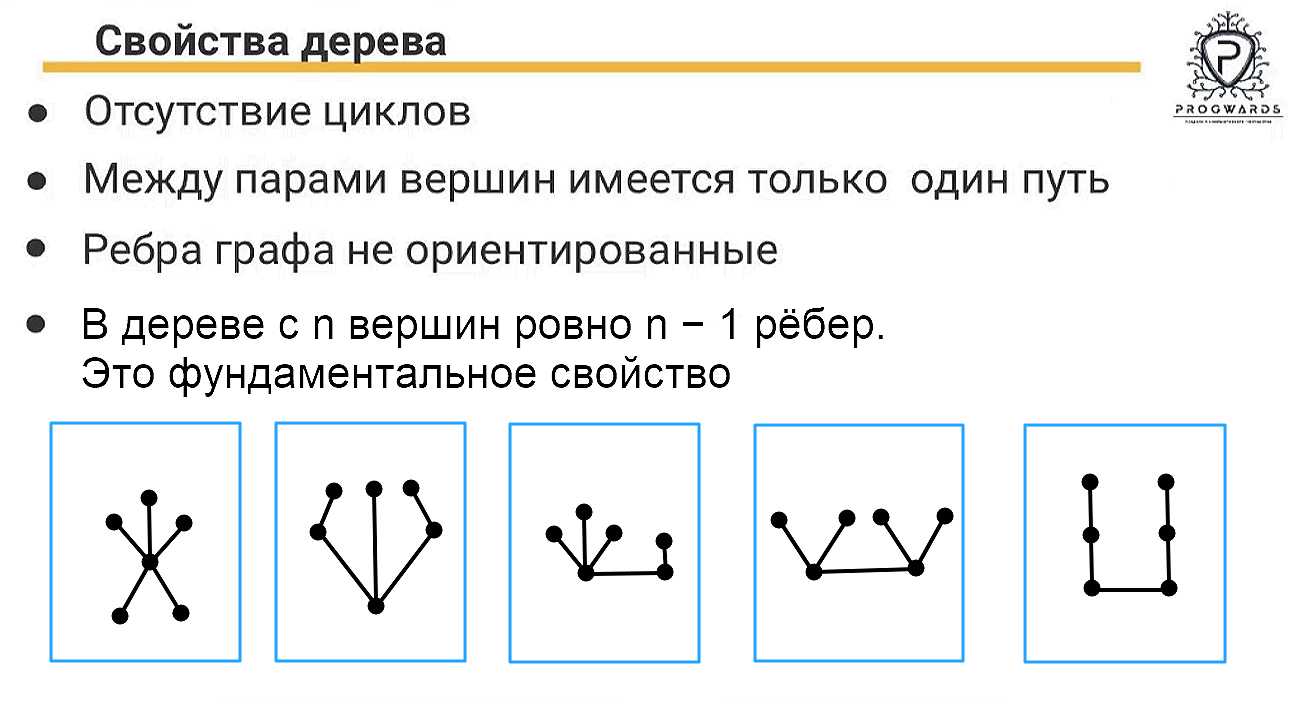 Свойства дерева
PROGWARDS
Отсутствие циклов
Между парами вершин имеется только один путь
Ребра графа не ориентированные
В дереве с n вершин ровно n − 1 рёбер.
Это фундаментальное свойство